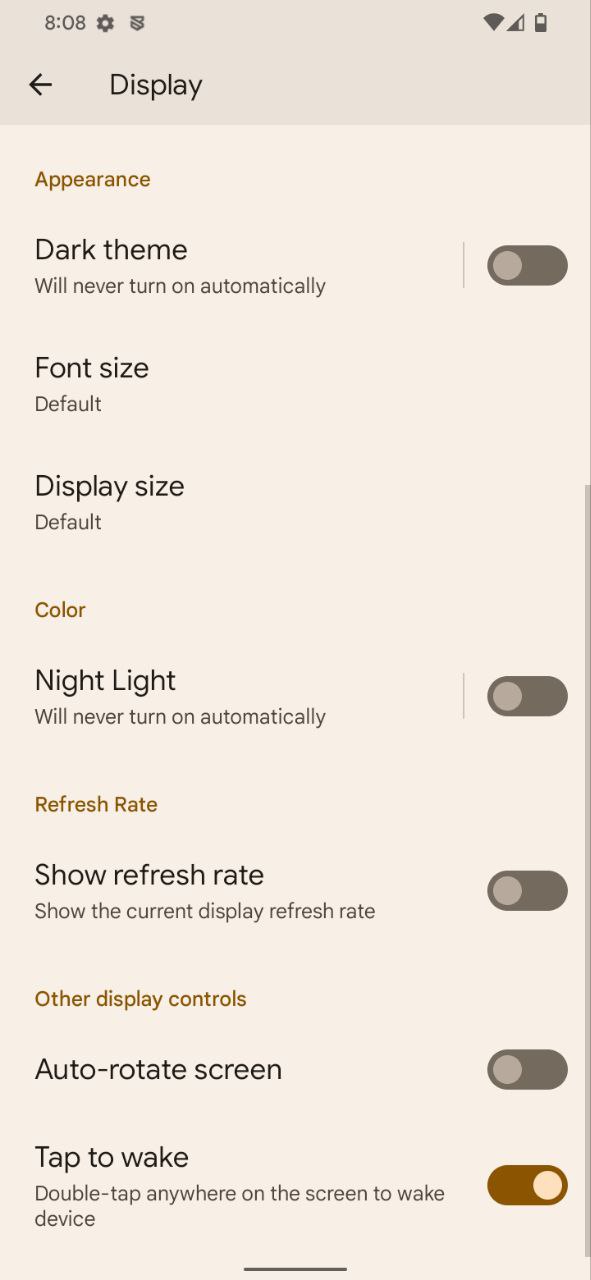 8:08
Display
Appearance
Dark theme
Will never turn on automatically
Font size
Default
Display size
Default
Color
Night Light
Will never turn on automatically
Refresh Rate
Show refresh rate
Show the current display refresh rate
Other display controls
Auto-rotate screen
Tap to wake
Double-tap anywhere on the screen to wake
device